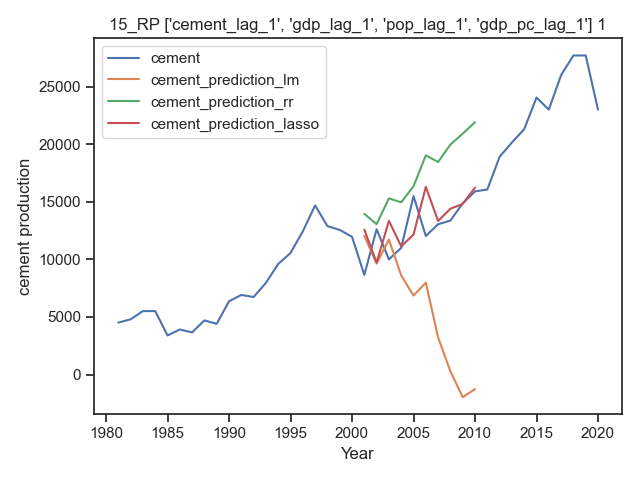 15_RP ['cement_lag_1', 'gdp_lag_1', 'pop_lag_1', 'gdp_pc_lag_1'] 1
cement
cement_prediction_lm
cement_prediction_rr
cement_prediction_lasso
25000
20000
15000
10000
5000
0
cement production
1980 1985 1990 1995 2000 2005 2010 2015 2020
Year